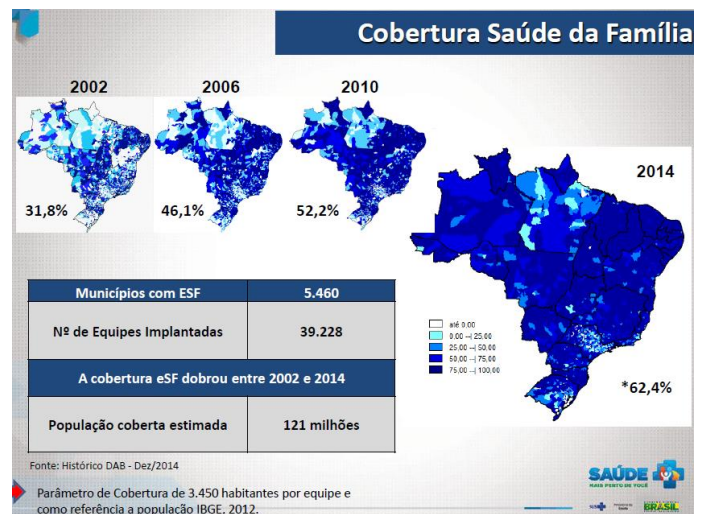 Cobertura Saúde da Família
2002
2006
2010
2014
31,8%
46,1%
52,2%
*62,4%
até 0,00
0,00 --| 25,00
25,00 --| 50,00
50,00 --| 75,00
75,00 --| 100,00
Municípios com ESF 5.460
Nº de Equipes Implantadas 39.228
A cobertura eSF dobrou entre 2002 e 2014
População coberta estimada 121 milhões
Fonte: Histórico DAB - Dez/2014
Parâmetro de Cobertura de 3.450 habitantes por equipe e
como referência a população IBGE, 2012.
SAÚDE
MAIS PERTO DE VOCÊ
SUS
BRASIL